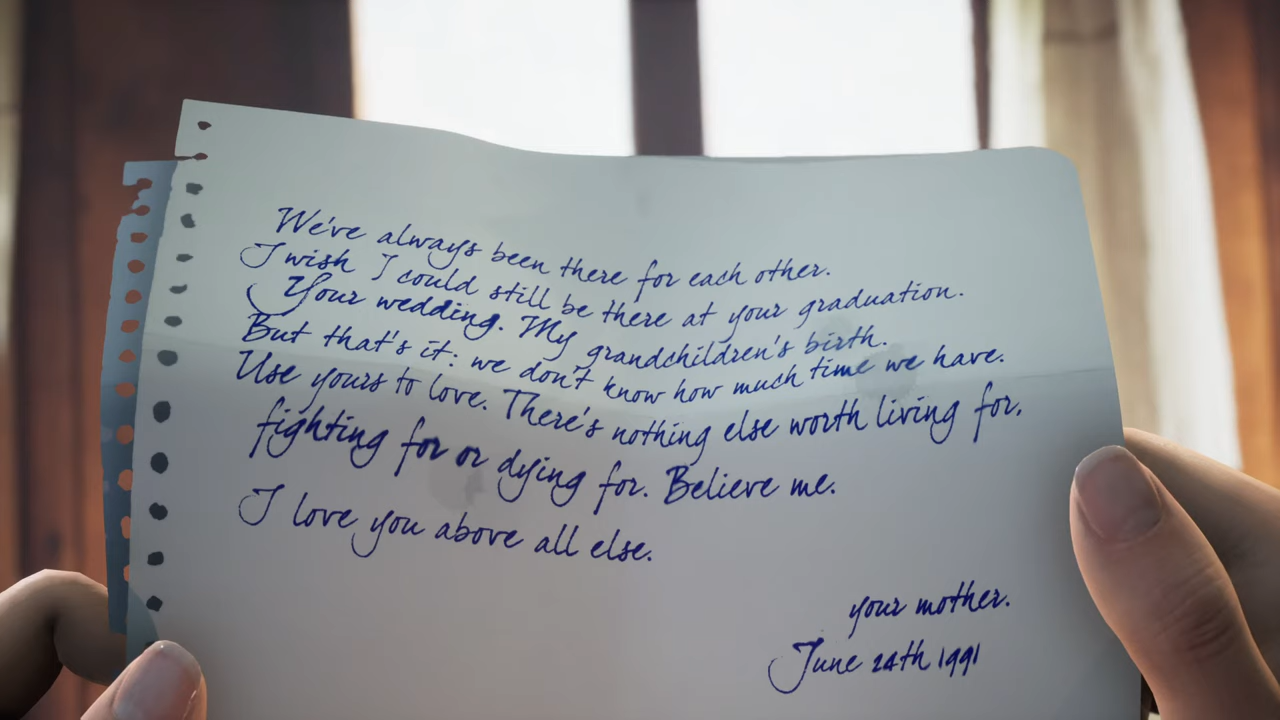 We've always been there for each other.
I wish I could still be there at your graduation.
Your wedding. My grandchildren's birth.
But that's it: we don't know how much time we have.
Use yours to love. There's nothing else worth living for,
fighting for or dying for. Believe me.
I love you above all else.
your mother.
June 24th 1991